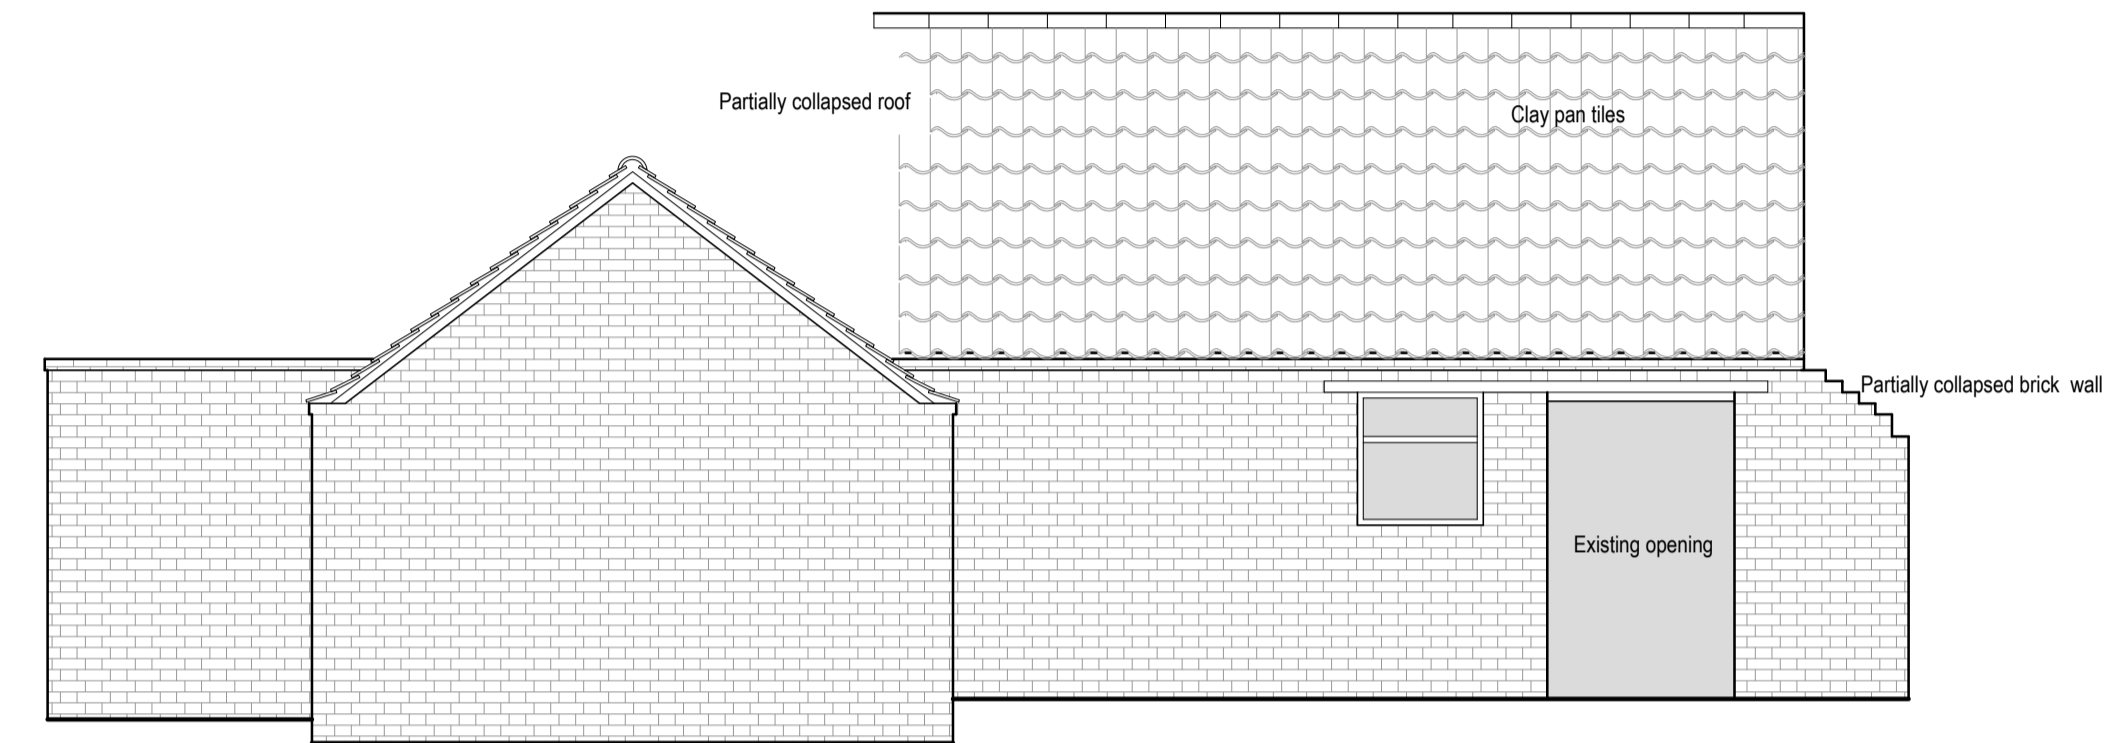 Partially collapsed roof
Clay pan tiles
Partially collapsed brick wall
Existing opening